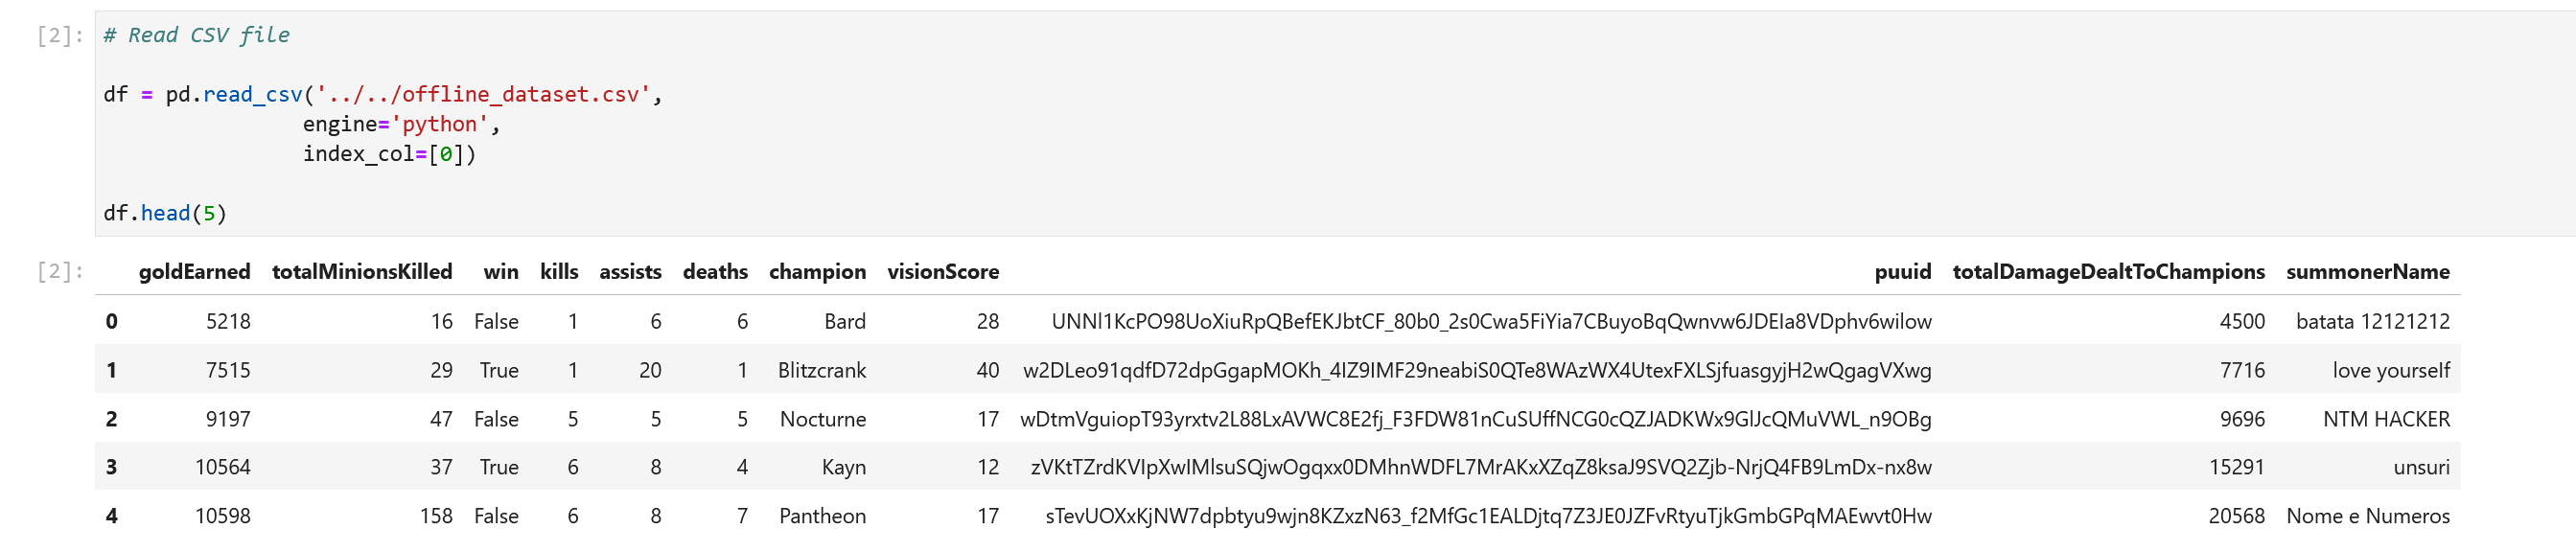 [2]: # Read CSV file
df = pd.read_csv('../../offline_dataset.csv',
engine='python',
index_col=[0])
df.head(5)
[2]: goldEarned totalMinionsKilled win kills assists deaths champion visionScore puuid totalDamageDealtToChampions summonerName
0 5218 16 False 1 6 6 Bard 28 UNNl1KcPO98UoXiuRpQBefEKJbtCF_80b0_2s0Cwa5FiYia7CBuyoBqQwnvw6JDEIa8VDphv6wilow 4500 batata 12121212
1 7515 29 True 1 20 1 Blitzcrank 40 w2DLeo91qdfD72dpGgapMOKh_4IZ9IMF29neabiS0QTe8WAzWX4UtexFXLSjfuasgyjH2wQgagVXwg 7716 love yourself
2 9197 47 False 5 5 5 Nocturne 17 wDtmVguiopT93yrxtv2L88LxAVWC8E2fj_F3FDW81nCuSUffNCG0cQZJADKWx9GlJcQMuVWL_n9OBg 9696 NTM HACKER
3 10564 37 True 6 8 4 Kayn 12 zVKtTZrdKVIpXwIMlsuSQjwOgqxx0DMhnWDFL7MrAKxXZqZ8ksaJ9SVQ2Zjb-NrjQ4FB9LmDx-nx8w 15291 unsuri
4 10598 158 False 6 8 7 Pantheon 17 sTevUOXxKjNW7dpbtyu9wjn8KZxzN63_f2MfGc1EALDjtq7Z3JE0JZFvRtyuTjkGmbGPqMAEwvt0Hw 20568 Nome e Numeros